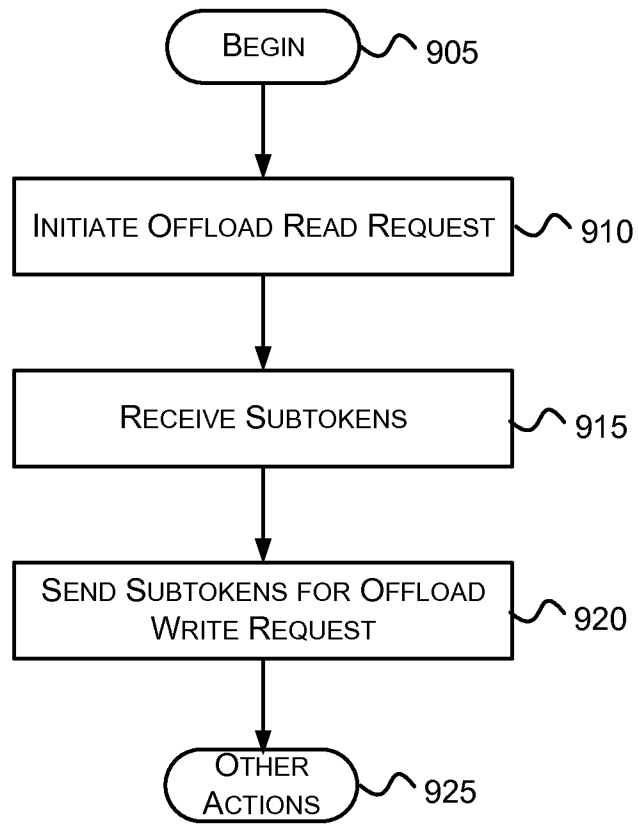 BEGIN
905
INITIATE OFFLOAD READ REQUEST
910
RECEIVE SUBTOKENS
915
SEND SUBTOKENS FOR OFFLOAD
WRITE REQUEST
920
OTHER
ACTIONS
925